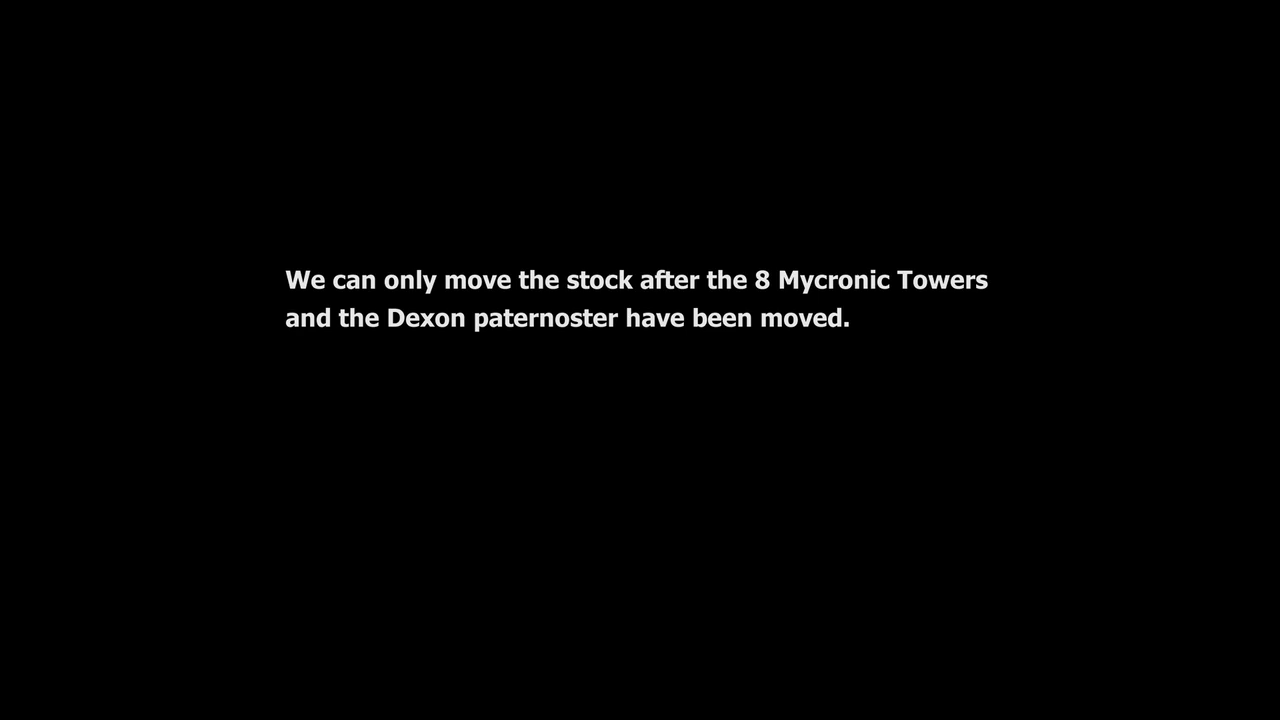 We can only move the stock after the 8 Mycronic Towers
and the Dexon paternoster have been moved.